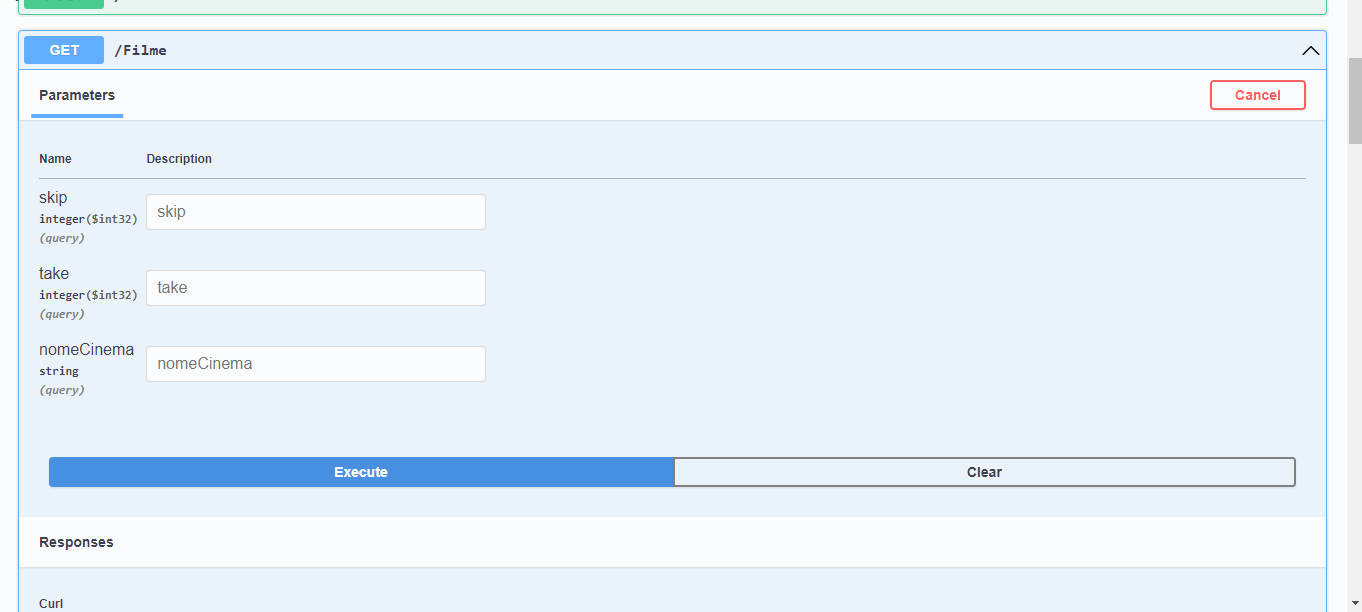 GET /Filme
Parameters
Cancel
Name Description
skip
integer($int32)
(query)
skip
take
integer($int32)
(query)
take
nomeCinema
string
(query)
nomeCinema
Execute
Clear
Responses
Curl